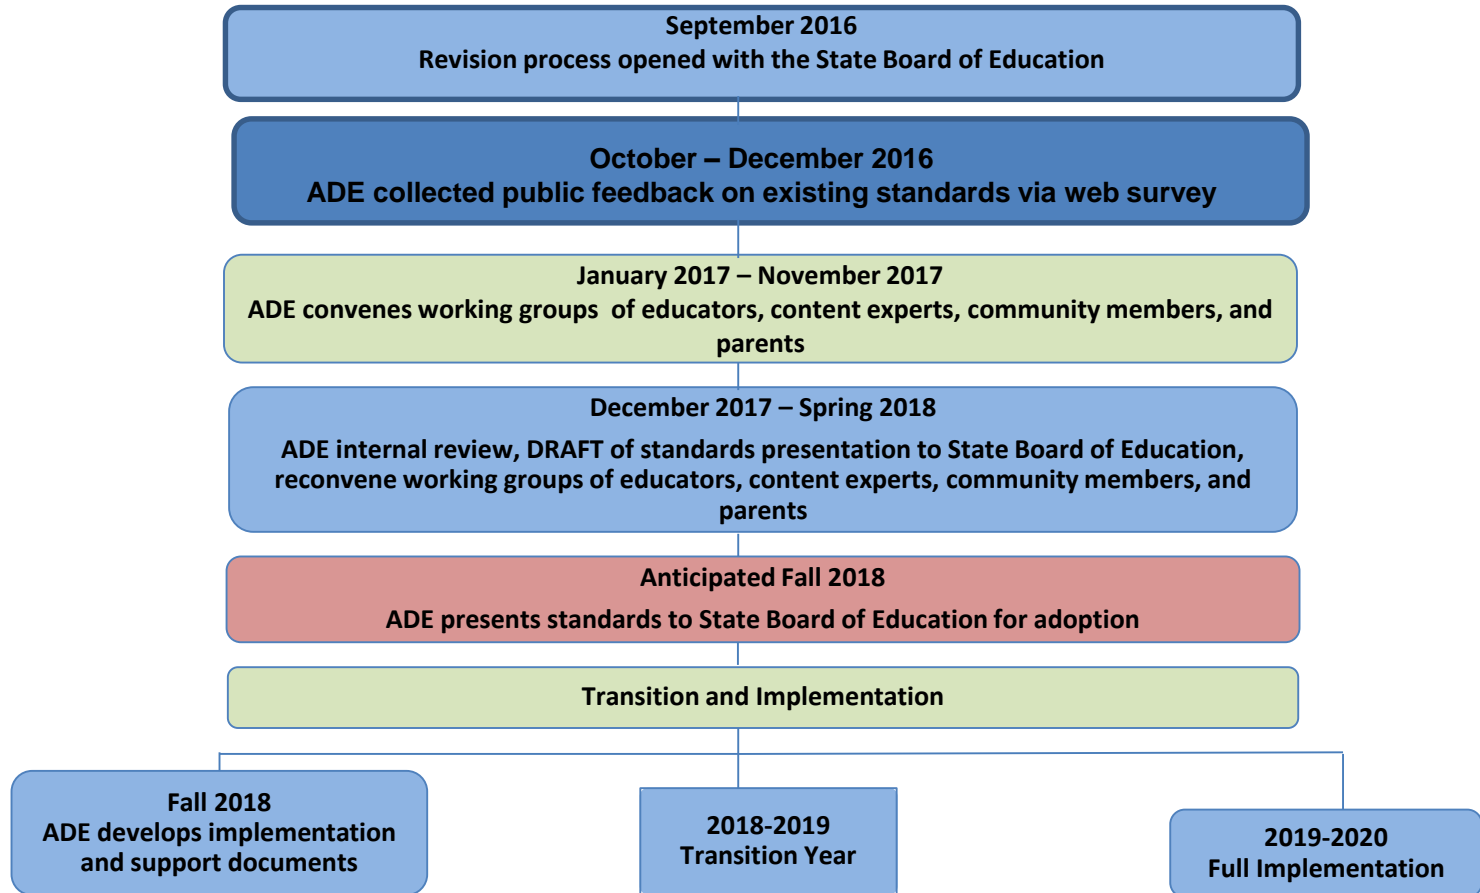 September 2016
Revision process opened with the State Board of Education
October – December 2016
ADE collected public feedback on existing standards via web survey
January 2017 – November 2017
ADE convenes working groups  of educators, content experts, community members, and
parents
December 2017 – Spring 2018
ADE internal review, DRAFT of standards presentation to State Board of Education,
reconvene working groups of educators, content experts, community members, and
parents
Anticipated Fall 2018
ADE presents standards to State Board of Education for adoption
Transition and Implementation
Fall 2018
ADE develops implementation
and support documents
2018-2019
Transition Year
2019-2020
Full Implementation